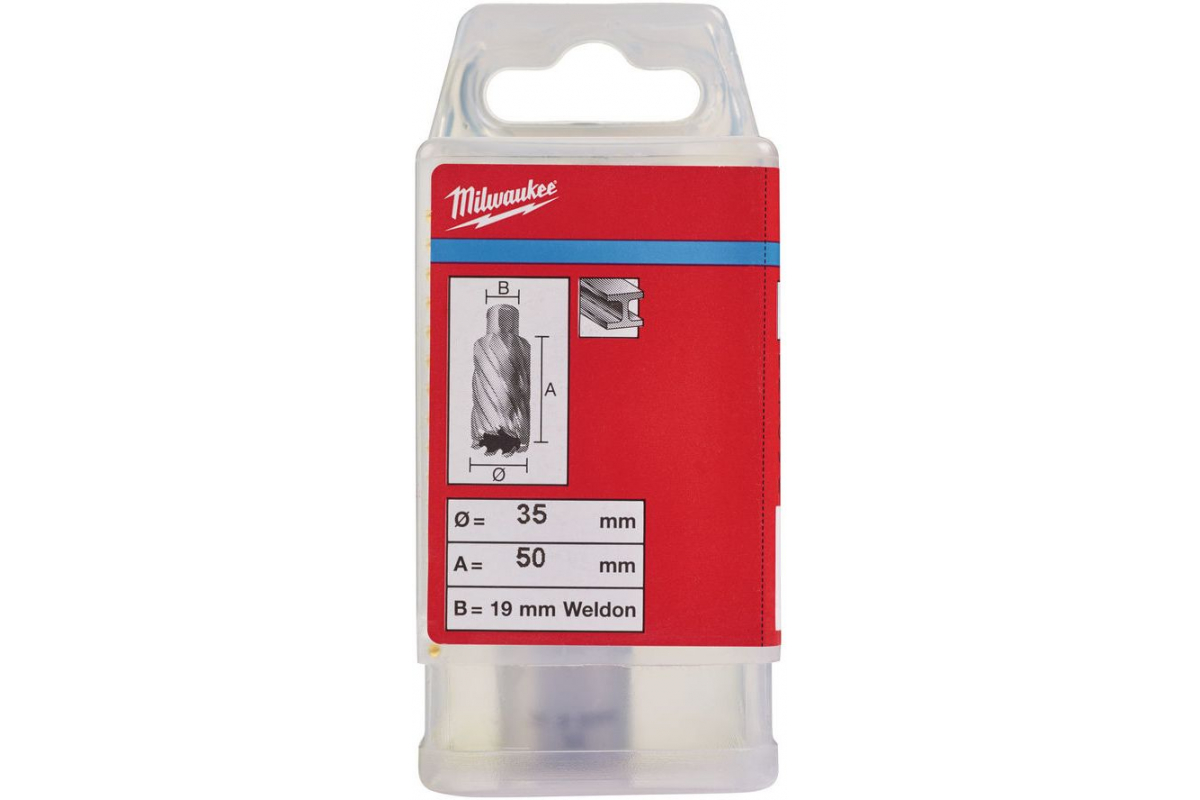 Milwaukee
B
A
Ø
Ø = 35 mm
A = 50 mm
B = 19 mm Weldon